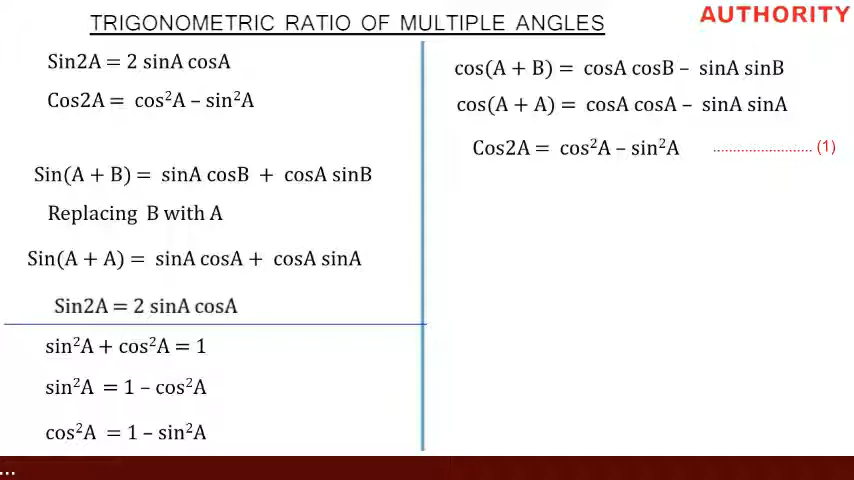 AUTHORITY
TRIGONOMETRIC RATIO OF MULTIPLE ANGLES
Sin2A = 2 sinA cosA
Cos2A = cos²A – sin²A
Sin(A + B) = sinA cosB + cosA sinB
Replacing B with A
Sin(A + A) = sinA cosA + cosA sinA
Sin2A = 2 sinA cosA
sin²A + cos²A = 1
sin²A = 1 – cos²A
cos²A = 1 – sin²A
cos(A + B) = cosA cosB – sinA sinB
cos(A + A) = cosA cosA – sinA sinA
Cos2A = cos²A – sin²A ......................... (1)
...